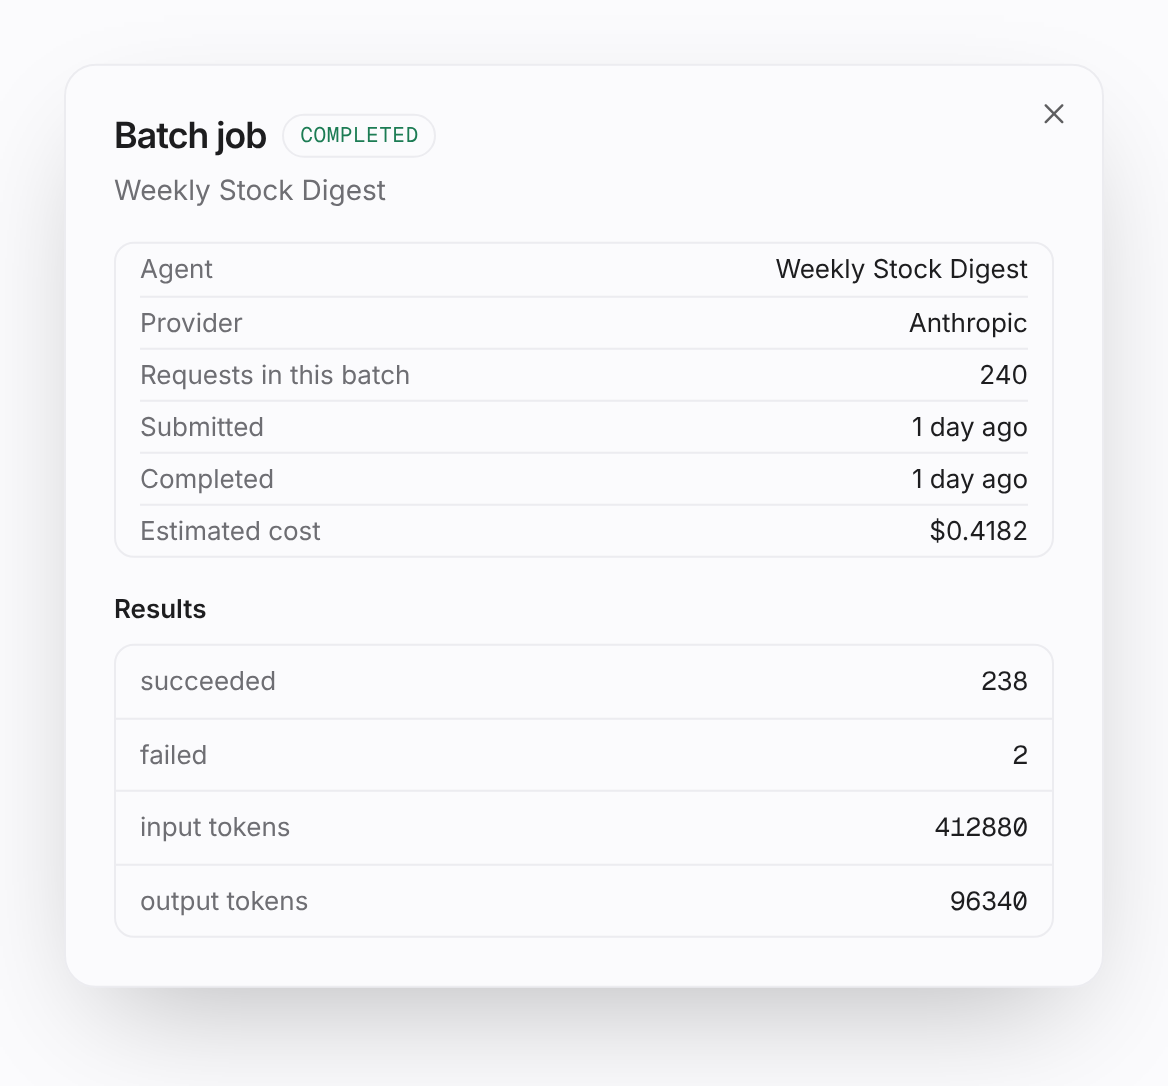 Batch job COMPLETED
Weekly Stock Digest
Agent Weekly Stock Digest
Provider Anthropic
Requests in this batch 240
Submitted 1 day ago
Completed 1 day ago
Estimated cost $0.4182
Results
succeeded 238
failed 2
input tokens 412880
output tokens 96340